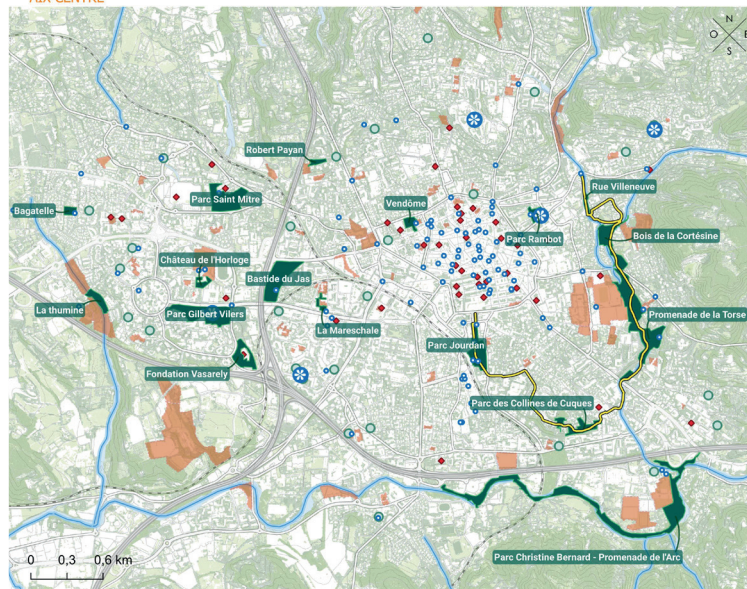 AIX CENTRE
N
O
E
S
Robert Payan
Parc Saint Mitre
Rue Villeneuve
Vendôme
Bagatelle
Parc Rambot
Bois de la Cortésine
Château de l'Horloge
Bastide du Jas
La thumine
Parc Gilbert Vilers
Promenade de la Torse
La Mareschale
Parc Jourdan
Fondation Vasarely
Parc des Collines de Cuques
Parc Christine Bernard - Promenade de l'Arc
0 0,3 0,6 km